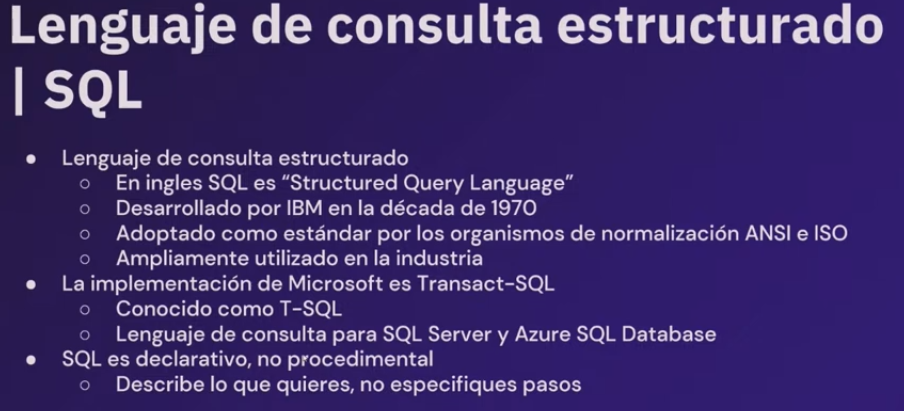 Lenguaje de consulta estructurado
| SQL
● Lenguaje de consulta estructurado
○ En ingles SQL es “Structured Query Language”
○ Desarrollado por IBM en la década de 1970
○ Adoptado como estándar por los organismos de normalización ANSI e ISO
○ Ampliamente utilizado en la industria
● La implementación de Microsoft es Transact-SQL
○ Conocido como T-SQL
○ Lenguaje de consulta para SQL Server y Azure SQL Database
● SQL es declarativo, no procedimental
○ Describe lo que quieres, no especifiques pasos